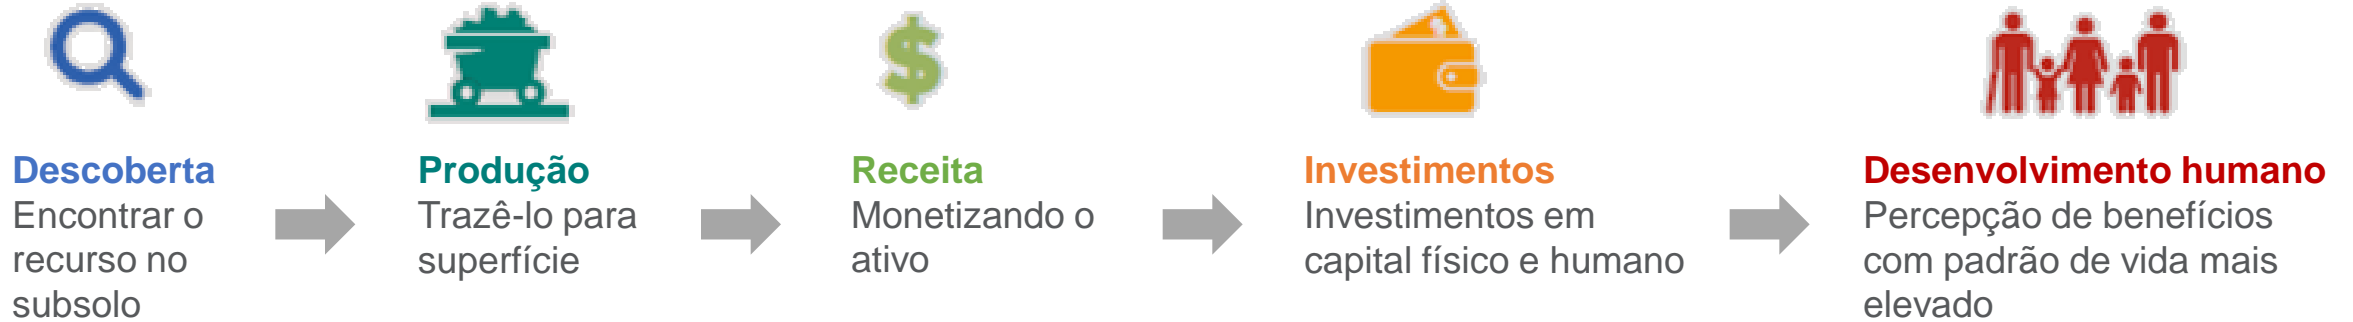 Descoberta
Encontrar o
recurso no
subsolo
Produção
Trazê-lo para
superfície
Receita
Monetizando o
ativo
Investimentos
Investimentos em
capital físico e humano
Desenvolvimento humano
Percepção de benefícios
com padrão de vida mais
elevado